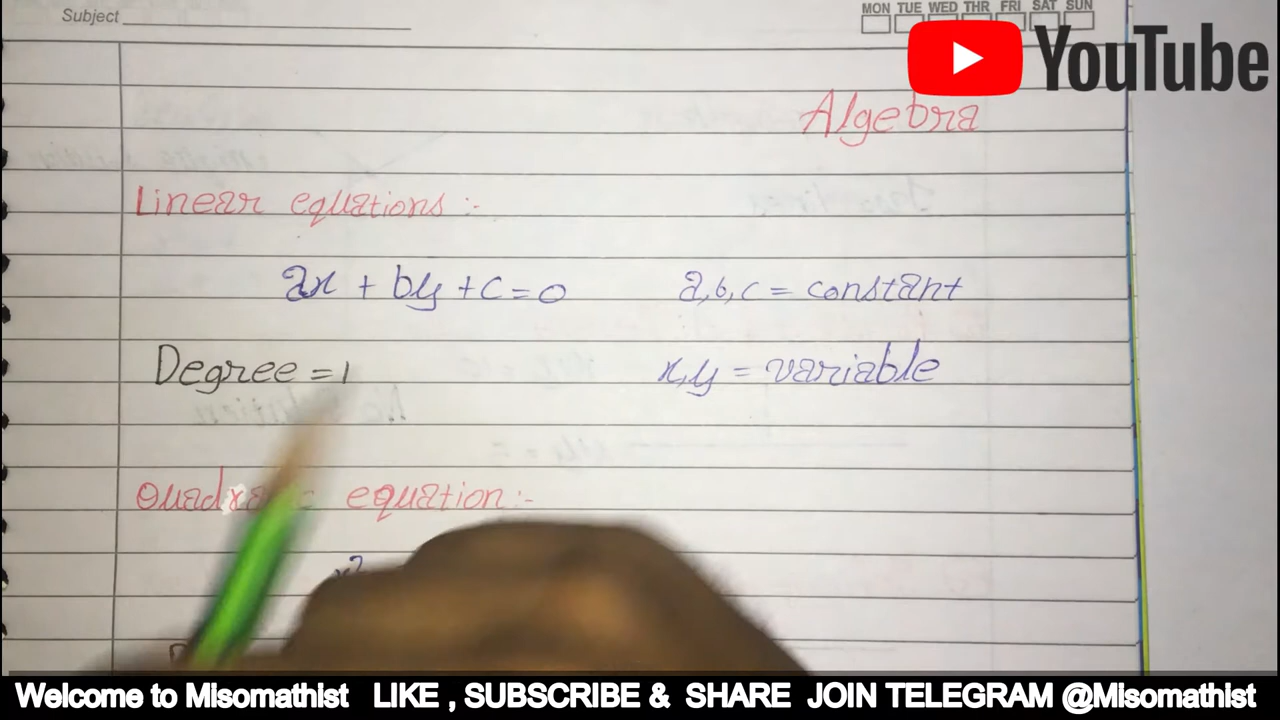 Subject
MON TUE WED THR FRI SAT SUN
YouTube
Algebra
Linear equations :-
ax + by + c = 0 a, b, c = constant
Degree = 1 x, y = variable
equation :-
x²
Welcome to Misomathist LIKE , SUBSCRIBE & SHARE JOIN TELEGRAM @Misomathist